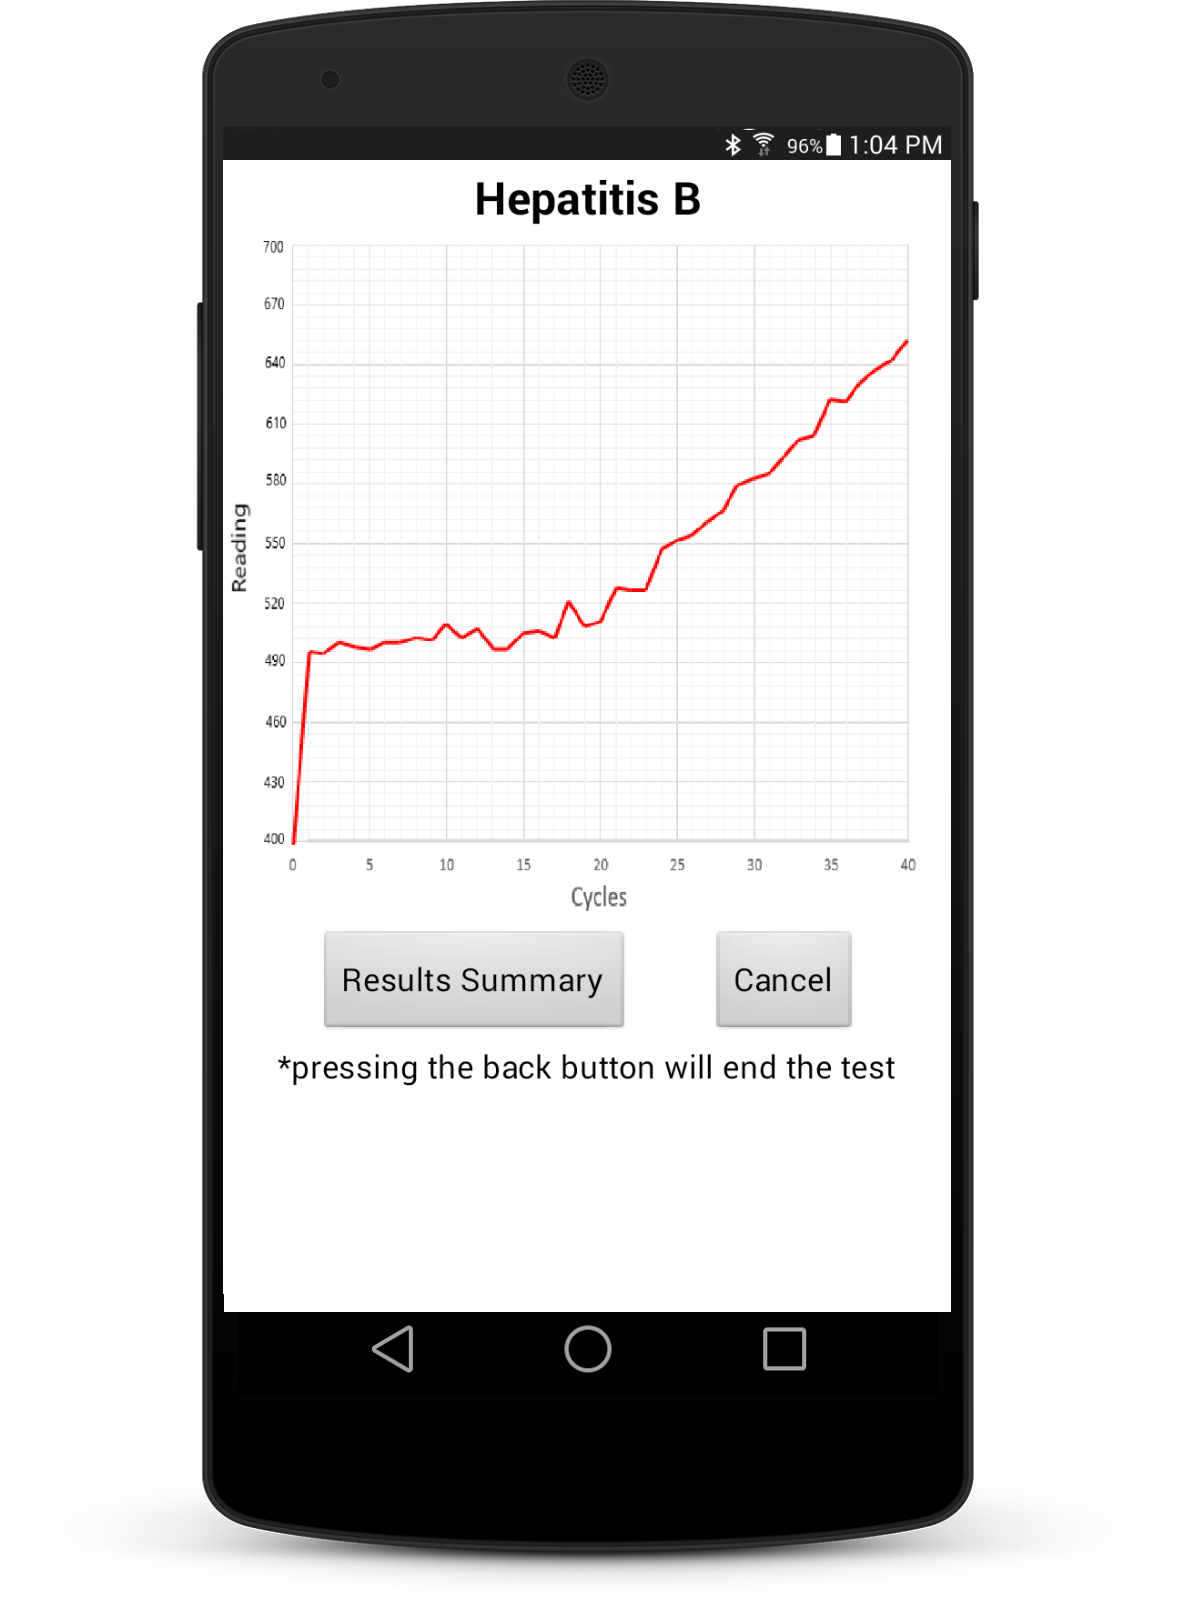 96% 1:04 PM
Hepatitis B
700
670
640
610
580
550
520
490
460
430
400
Reading
0 5 10 15 20 25 30 35 40
Cycles
Results Summary Cancel
*pressing the back button will end the test